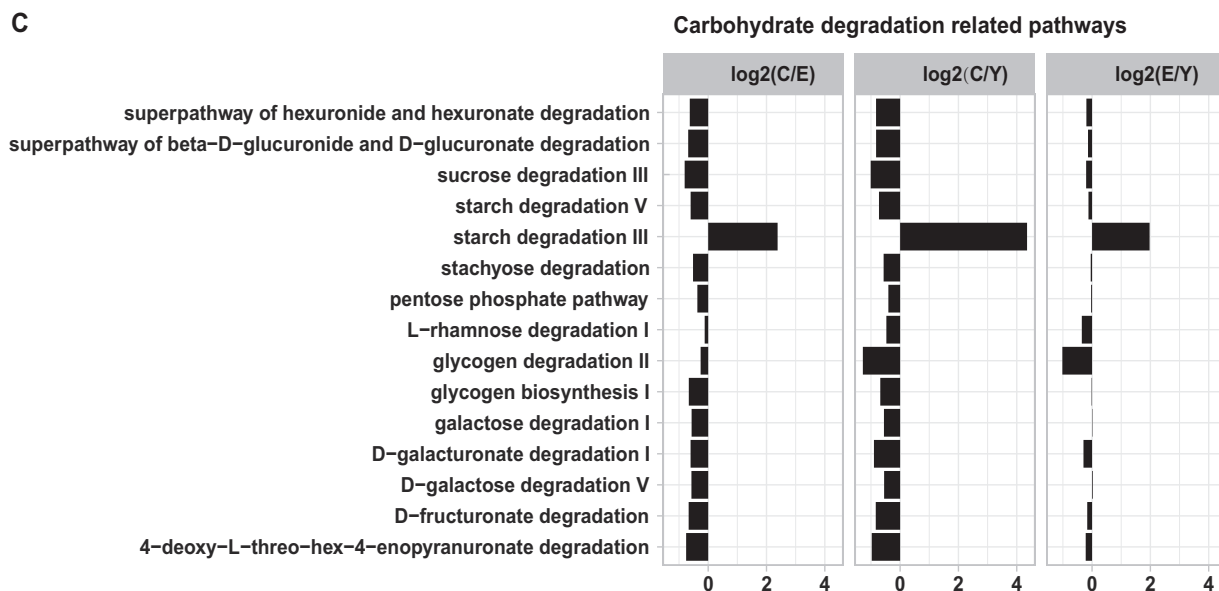 C
Carbohydrate degradation related pathways
log2(C/E) log2(C/Y) log2(E/Y)
superpathway of hexuronide and hexuronate degradation
superpathway of beta−D−glucuronide and D−glucuronate degradation
sucrose degradation III
starch degradation V
starch degradation III
stachyose degradation
pentose phosphate pathway
L−rhamnose degradation I
glycogen degradation II
glycogen biosynthesis I
galactose degradation I
D−galacturonate degradation I
D−galactose degradation V
D−fructuronate degradation
4−deoxy−L−threo−hex−4−enopyranuronate degradation
0 2 4 0 2 4 0 2 4